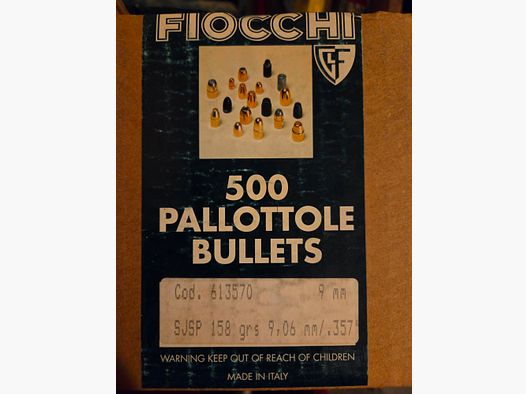 FIOCCHI
GFL
500
PALLOTTOLE
BULLETS
Cod. 613570 9 mm
SJSP 158 grs 9,06 mm/.357
WARNING KEEP OUT OF REACH OF CHILDREN
MADE IN ITALY